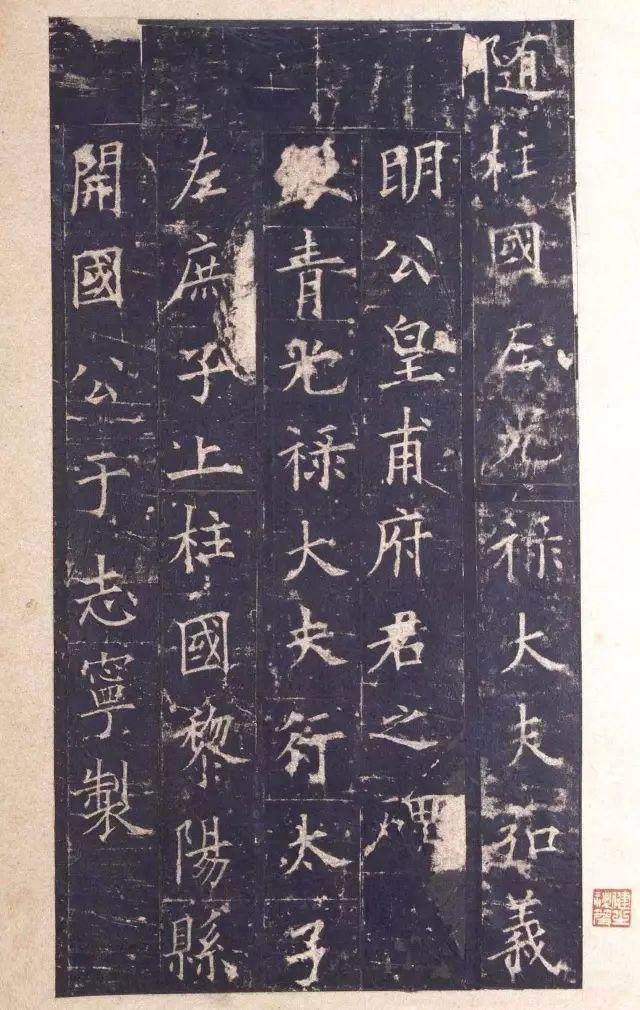 随柱國左光祿大夫弘義
明公皇甫府君之碑
銀青光祿大夫行太子
左庶子上柱國黎陽縣
開國公于志寧製